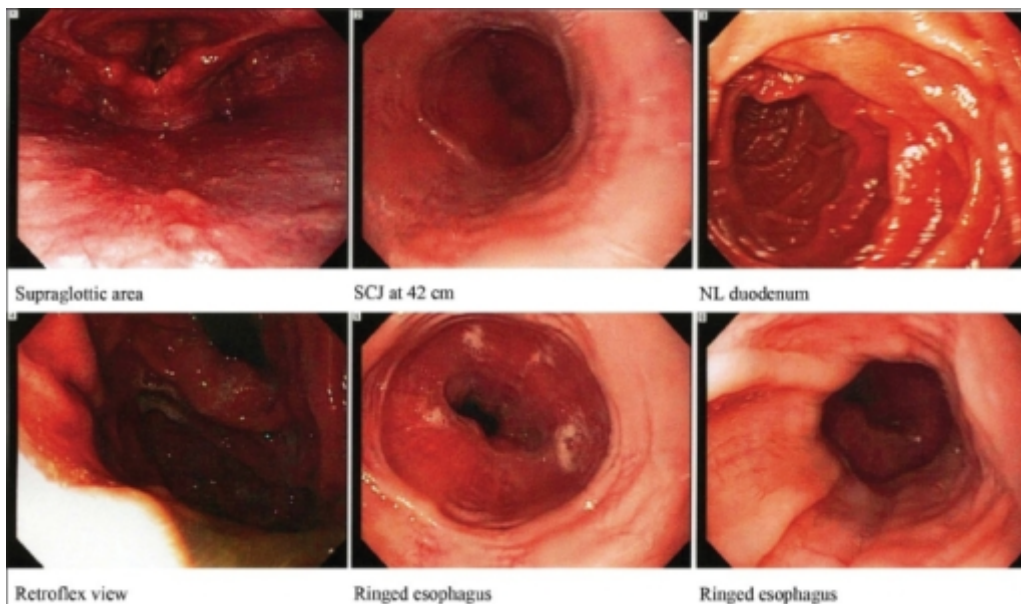 Supraglottic area
SCJ at 42 cm
NL duodenum
Retroflex view
Ringed esophagus
Ringed esophagus